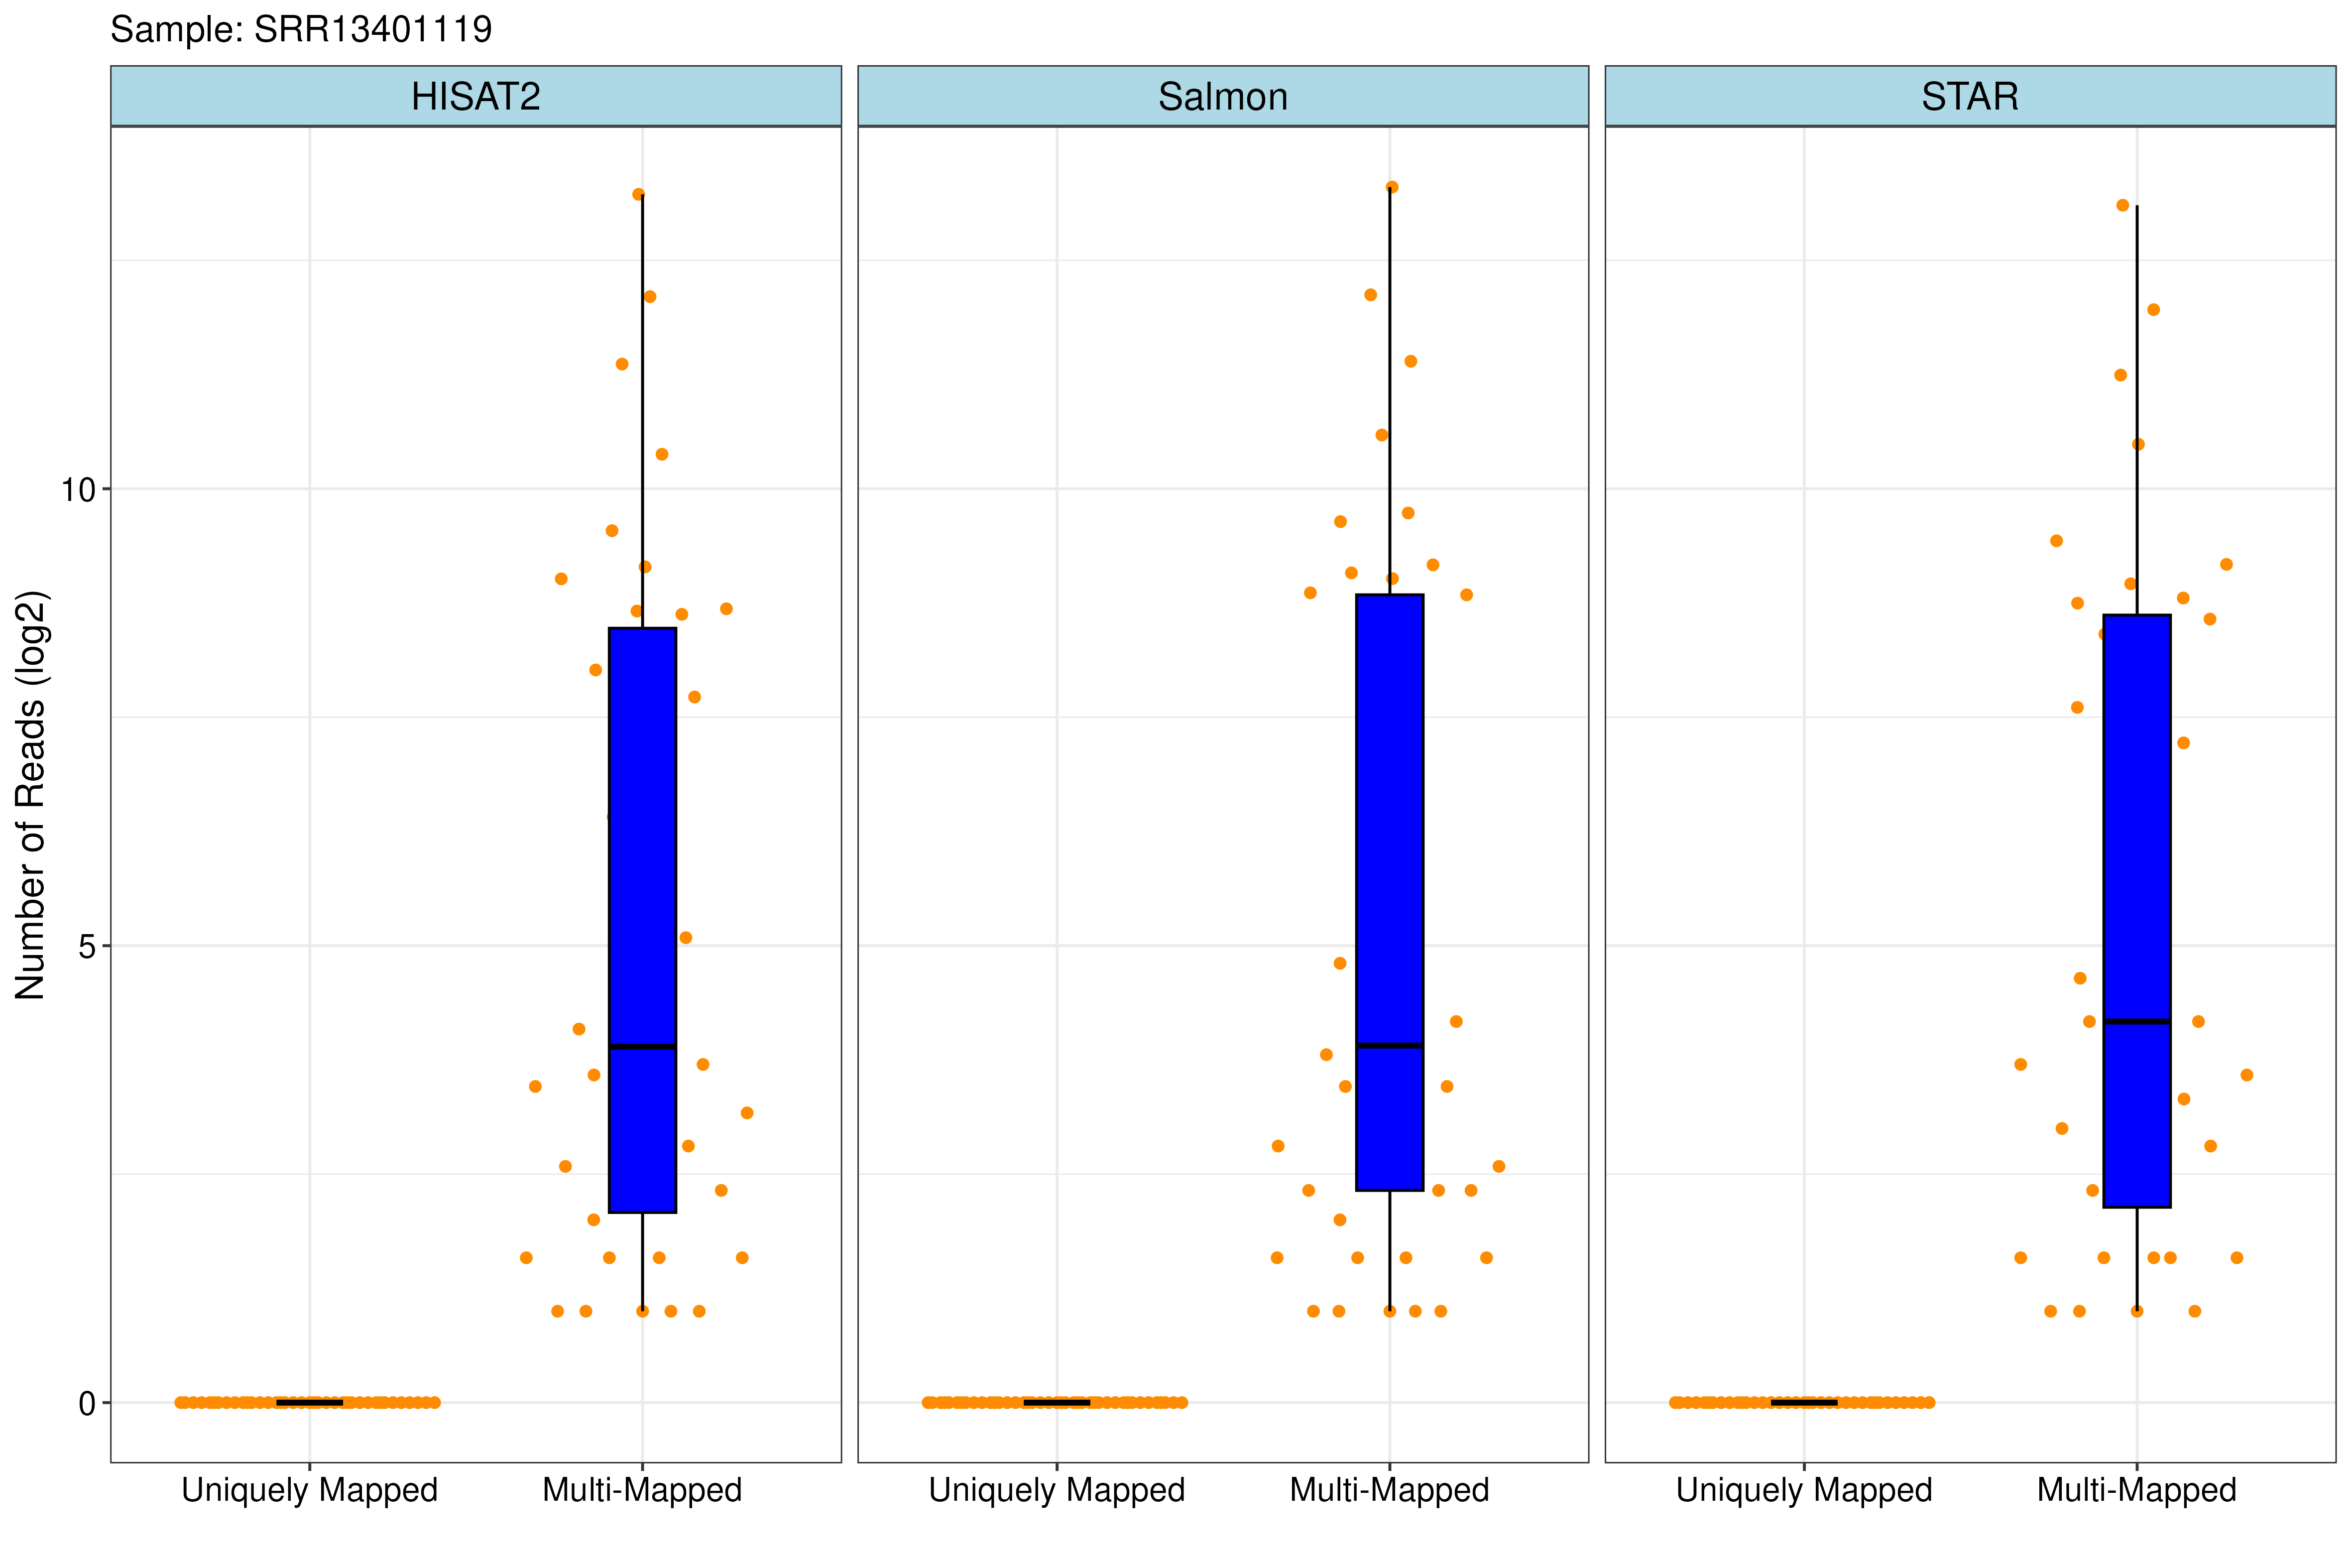 Sample: SRR13401119
HISAT2
Salmon
STAR
Number of Reads (log2)
10
5
0
Uniquely Mapped
Multi-Mapped
Uniquely Mapped
Multi-Mapped
Uniquely Mapped
Multi-Mapped